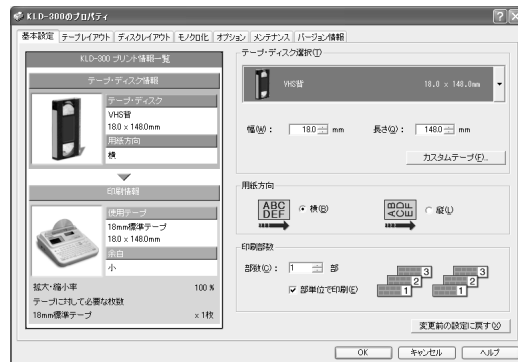 KLD-300のプロパティ
基本設定 テープレイアウト ディスクレイアウト モノクロ化 オプション メンテナンス バージョン情報
KLD-300 プリント情報一覧
テープ・ディスク情報
テープ・ディスク
VHS背
18.0 x 148.0mm
用紙方向
横
印刷情報
使用テープ
18mm標準テープ
18.0 x 148.0mm
余白
小
拡大・縮小率 100 %
テープに対して必要な枚数
18mm標準テープ x 1枚
テープ・ディスク選択(T)
VHS背 18.0 x 148.0mm
幅(W)： 18.0 mm 長さ(Q)： 148.0 mm
カスタムテープ(F)...
用紙方向
ABC
DEF
横(B)
ABC
DEF
縦(L)
印刷部数
部数(C)： 1 部
部単位で印刷(E)
3
2
1
3
2
1
変更前の設定に戻す(V)
OK キャンセル ヘルプ